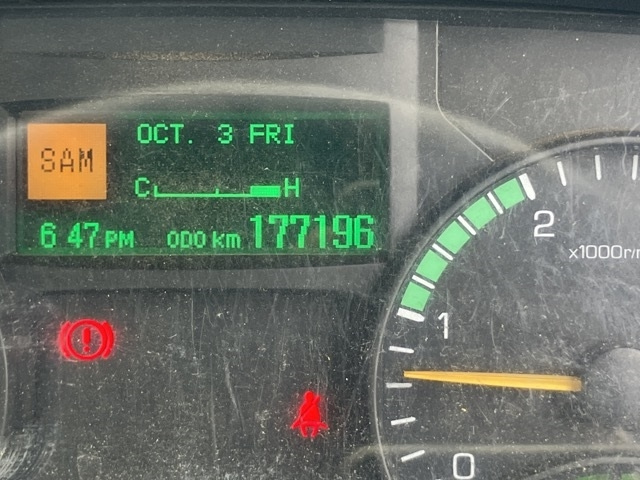 OCT. 3 FRI
SAM
C H
6 47 PM ODO km 177196
2
x1000r/m
1
0